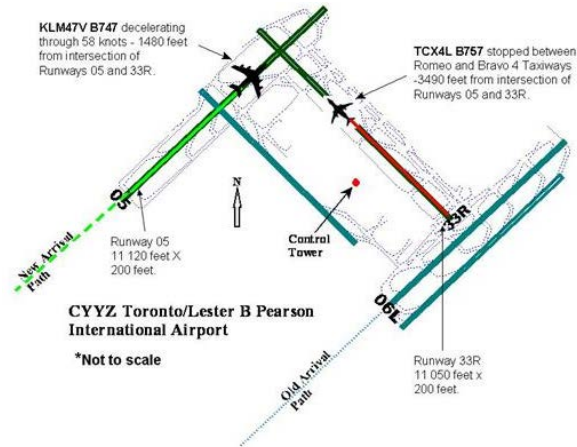 KLM47V B747 decelerating
through 58 knots - 1480 feet
from intersection of
Runways 05 and 33R.
TCX4L B757 stopped between
Romeo and Bravo 4 Taxiways
-3490 feet from intersection of
Runways 05 and 33R.
05
N
33R
Control
Tower
Runway 05
11 120 feet X
200 feet.
New Arrival
Path
06L
CYYZ Toronto/Lester B Pearson
International Airport
*Not to scale
Old Arrival
Path
Runway 33R
11 050 feet x
200 feet.